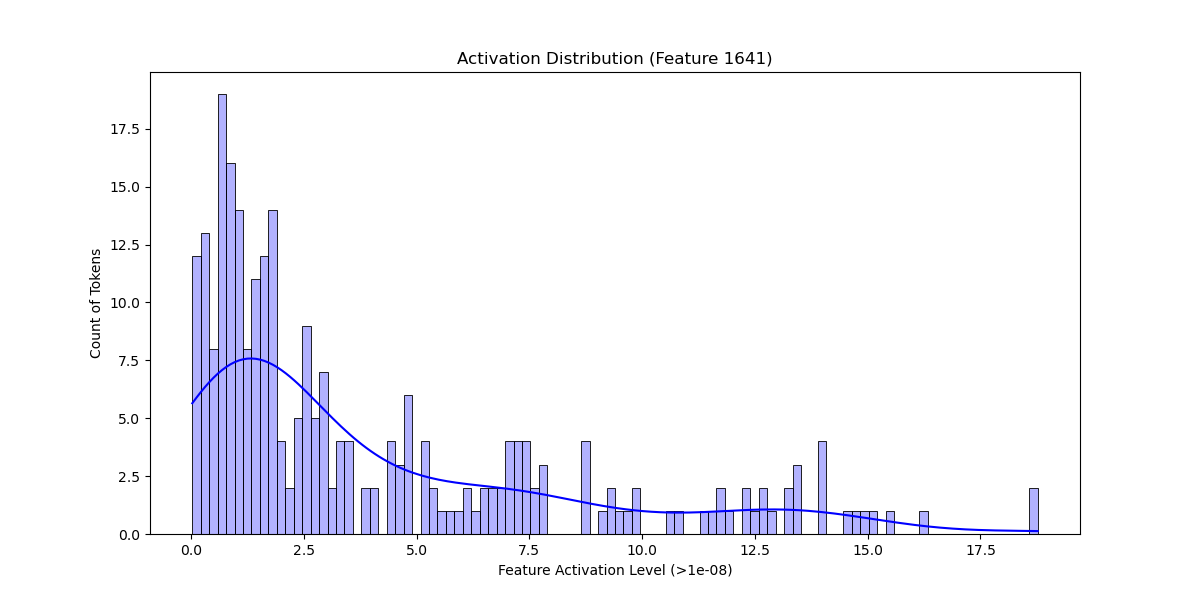 Activation Distribution (Feature 1641)
Count of Tokens
17.5
15.0
12.5
10.0
7.5
5.0
2.5
0.0
0.0 2.5 5.0 7.5 10.0 12.5 15.0 17.5
Feature Activation Level (>1e-08)